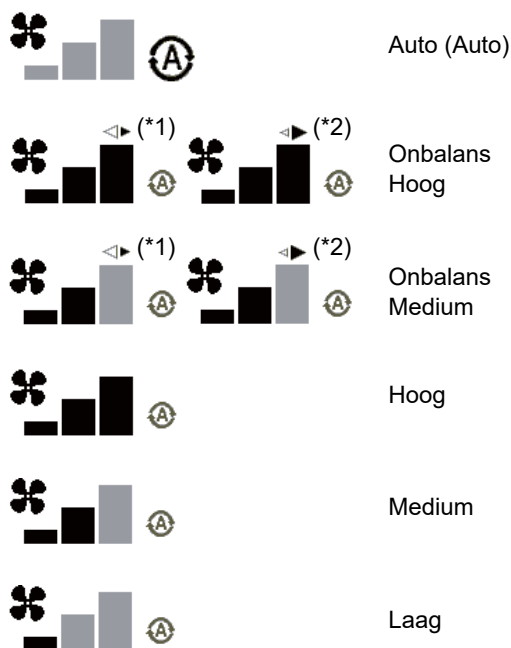 A
Auto (Auto)
(*1) (*2)
A A
Onbalans
Hoog
(*1) (*2)
A A
Onbalans
Medium
A
Hoog
A
Medium
A
Laag